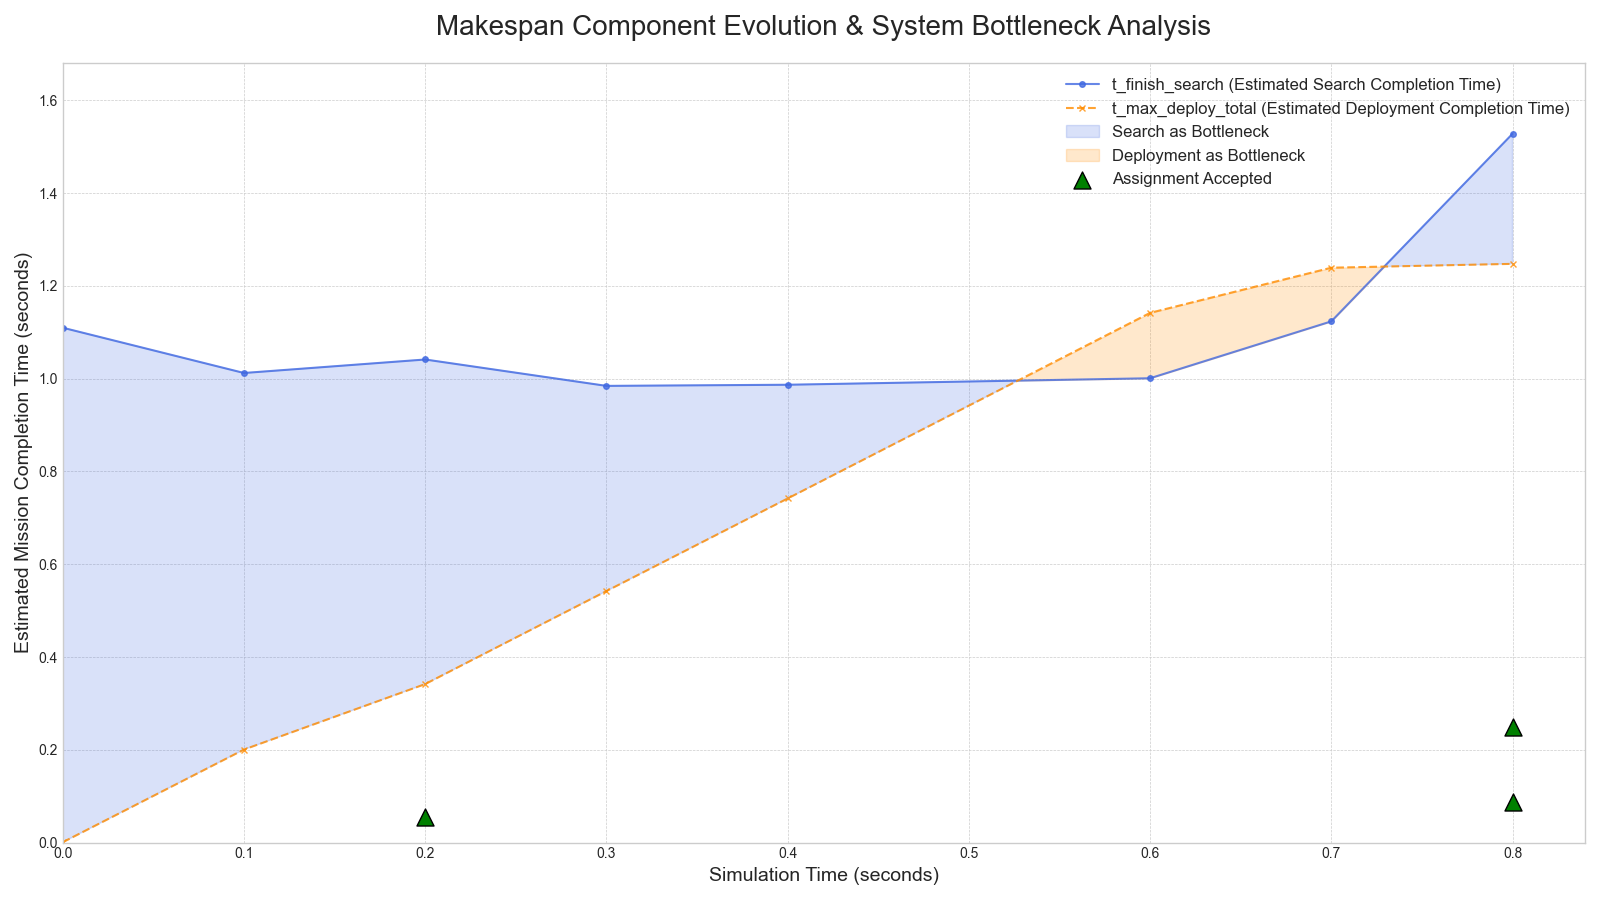 Makespan Component Evolution & System Bottleneck Analysis
t_finish_search (Estimated Search Completion Time)
t_max_deploy_total (Estimated Deployment Completion Time)
Search as Bottleneck
Deployment as Bottleneck
Assignment Accepted
Estimated Mission Completion Time (seconds)
1.6
1.4
1.2
1.0
0.8
0.6
0.4
0.2
0.0
0.0 0.1 0.2 0.3 0.4 0.5 0.6 0.7 0.8
Simulation Time (seconds)